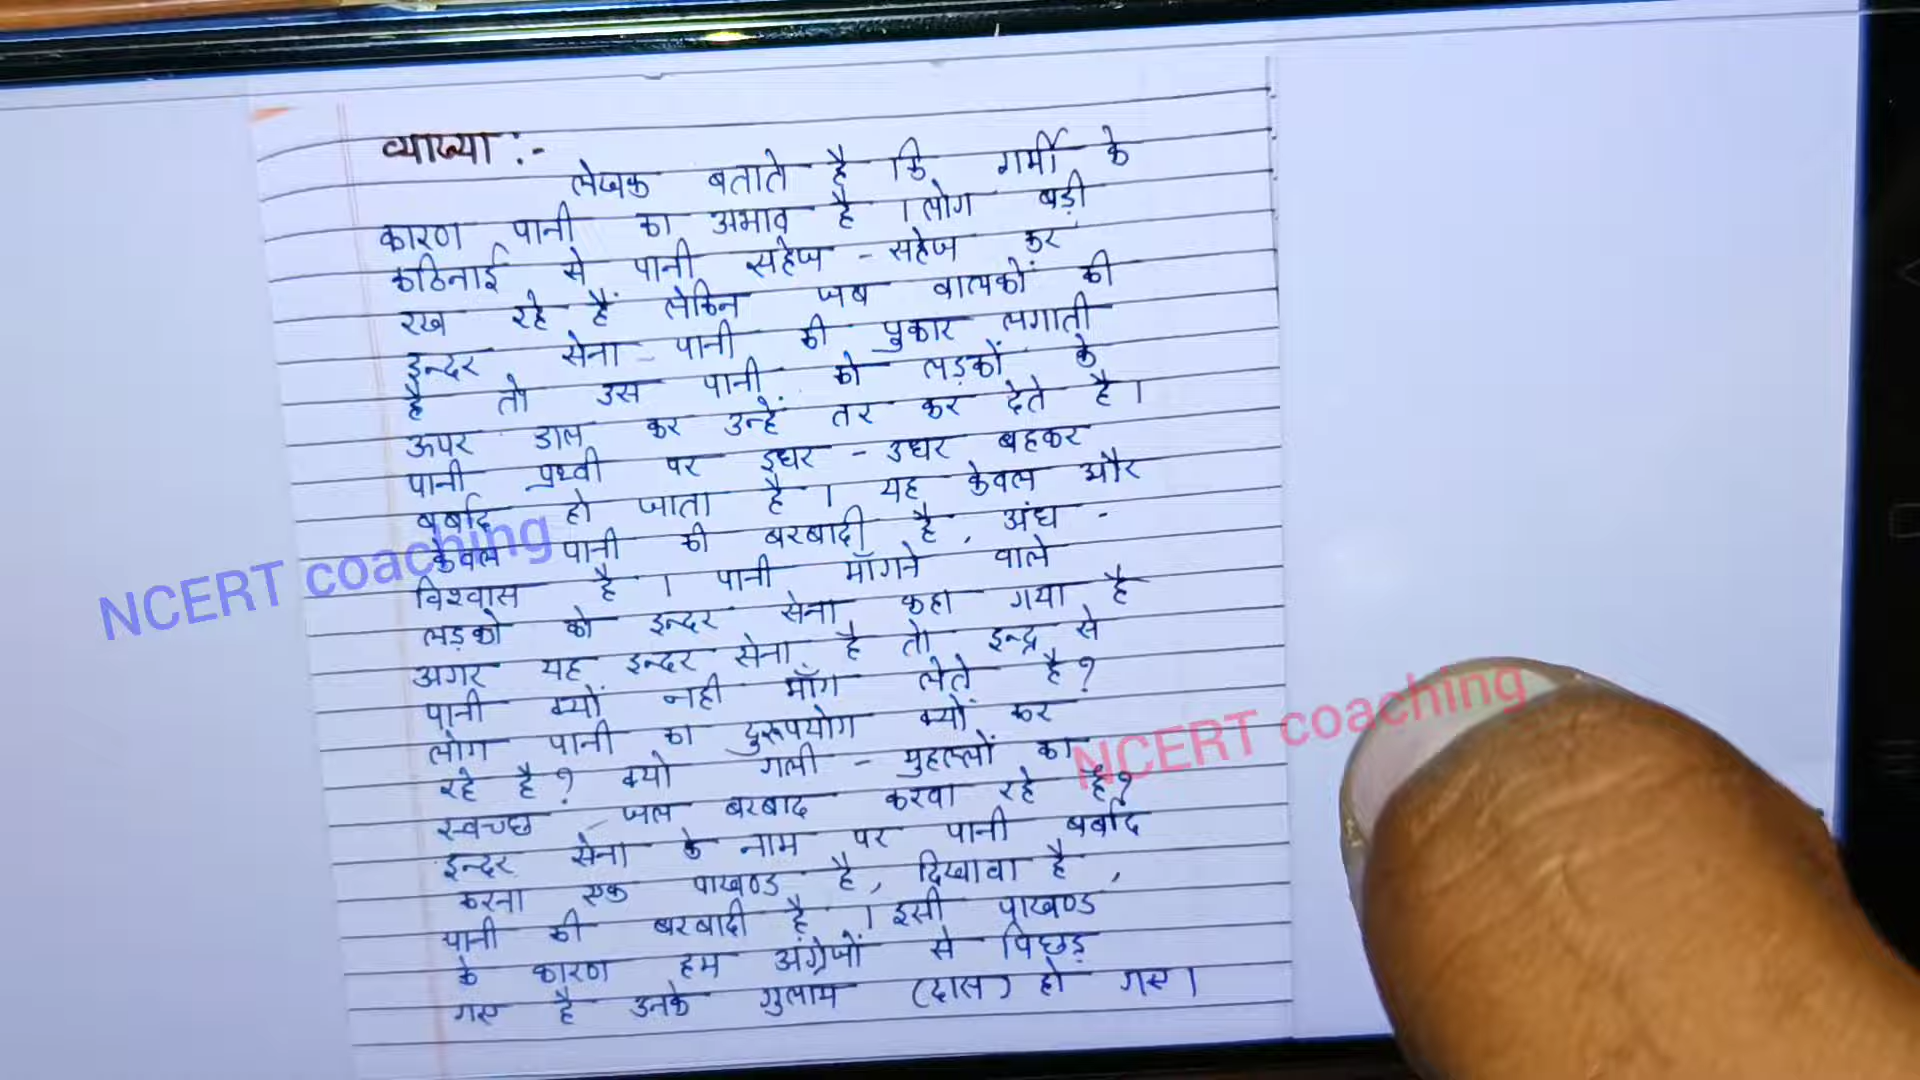 व्याख्या :-
लेखक बताते है कि गर्मी के
कारण पानी का अभाव है । लोग बड़ी
कठिनाई से पानी सहेज - सहेज कर
रख रहे हैं लेकिन जब बालकों की
इन्दर सेना - पानी की पुकार लगाती
है तो उस पानी को लड़कों के
ऊपर डाल कर उन्हें तर कर देते है ।
पानी प्रथ्वी पर इधर - उधर बहकर
बर्बाद हो जाता है । यह केवल और
केवल पानी की बरबादी है , अंध -
विश्वास है । पानी माँगने वाले
लड़को को इन्दर सेना कहा गया है
अगर यह इन्दर सेना है तो इन्द्र से
पानी क्यों नही माँग लेते है ?
लोग पानी का दुरूपयोग क्यों कर
रहे है ? क्यो गली - मुहल्लों का
स्वच्छ - जल बरबाद करवा रहे है ?
इन्दर सेना के नाम पर पानी बर्बाद
करना एक पाखण्ड है , दिखावा है ,
पानी की बरबादी है । इसी पाखण्ड
के कारण हम अंग्रेजों से पिछड़
गए है उनके गुलाम (दास) हो गए ।
NCERT coaching
NCERT coaching